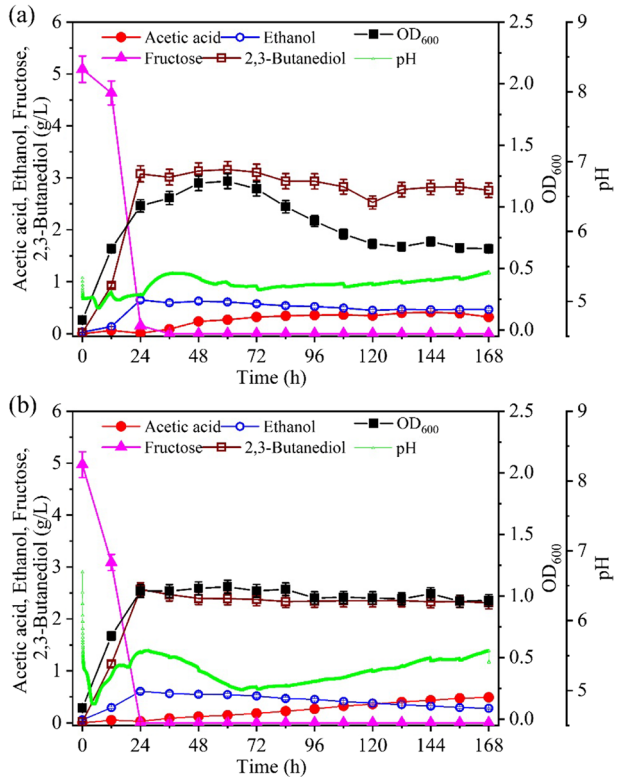 (a)
Acetic acid Ethanol OD600
Fructose 2,3-Butanediol pH
Acetic acid, Ethanol, Fructose,
2,3-Butanediol (g/L)
6
5
4
3
2
1
0
0 24 48 72 96 120 144 168
Time (h)
2.5
2.0
1.5
1.0
0.5
0.0
OD600
9
8
7
6
5
pH
(b)
Acetic acid Ethanol OD600
Fructose 2,3-Butanediol pH
Acetic acid, Ethanol, Fructose,
2,3-Butanediol (g/L)
6
5
4
3
2
1
0
0 24 48 72 96 120 144 168
Time (h)
2.5
2.0
1.5
1.0
0.5
0.0
OD600
9
8
7
6
5
pH